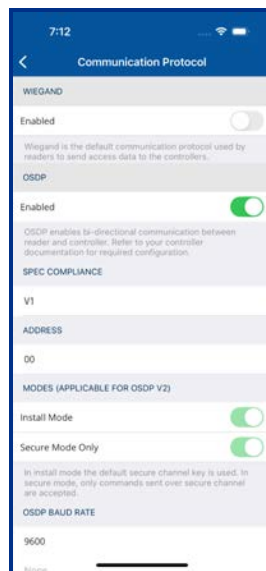 7:12
Communication Protocol
WIEGAND
Enabled
Wiegand is the default communication protocol used by
readers to send access data to the controllers.
OSDP
Enabled
OSDP enables bi-directional communication between
reader and controller. Refer to your controller
documentation for required configuration.
SPEC COMPLIANCE
V1
ADDRESS
00
MODES (APPLICABLE FOR OSDP V2)
Install Mode
Secure Mode Only
In install mode the default secure channel key is used. In
secure mode, only commands sent over secure channel
are accepted.
OSDP BAUD RATE
9600
None